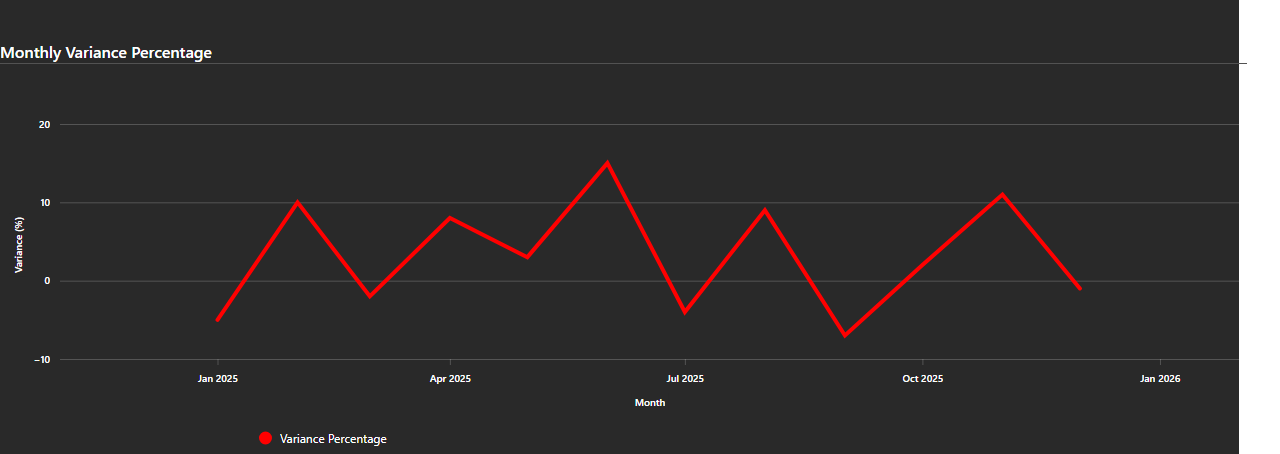 Monthly Variance Percentage
20
10
0
−10
Variance (%)
Jan 2025 Apr 2025 Jul 2025 Oct 2025 Jan 2026
Month
Variance Percentage